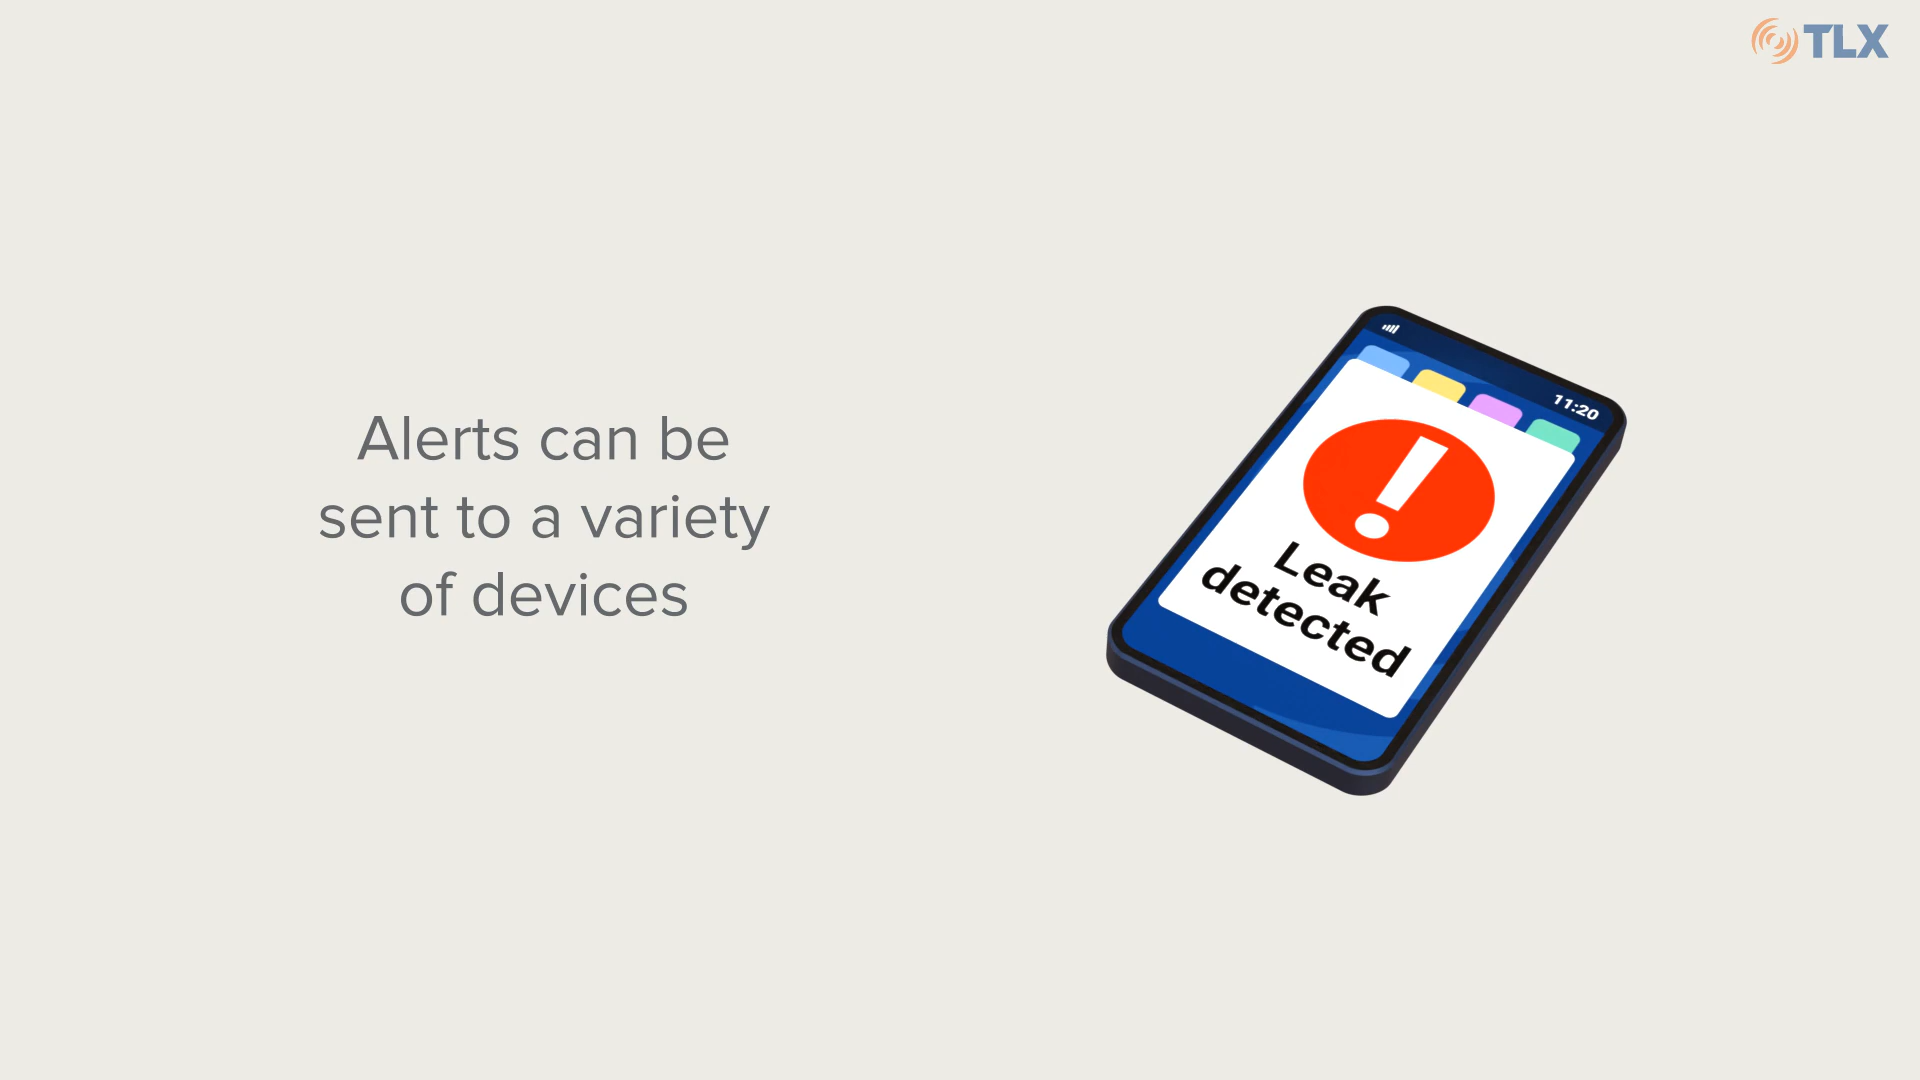 TLX
Alerts can be
sent to a variety
of devices
11:20
Leak
detected